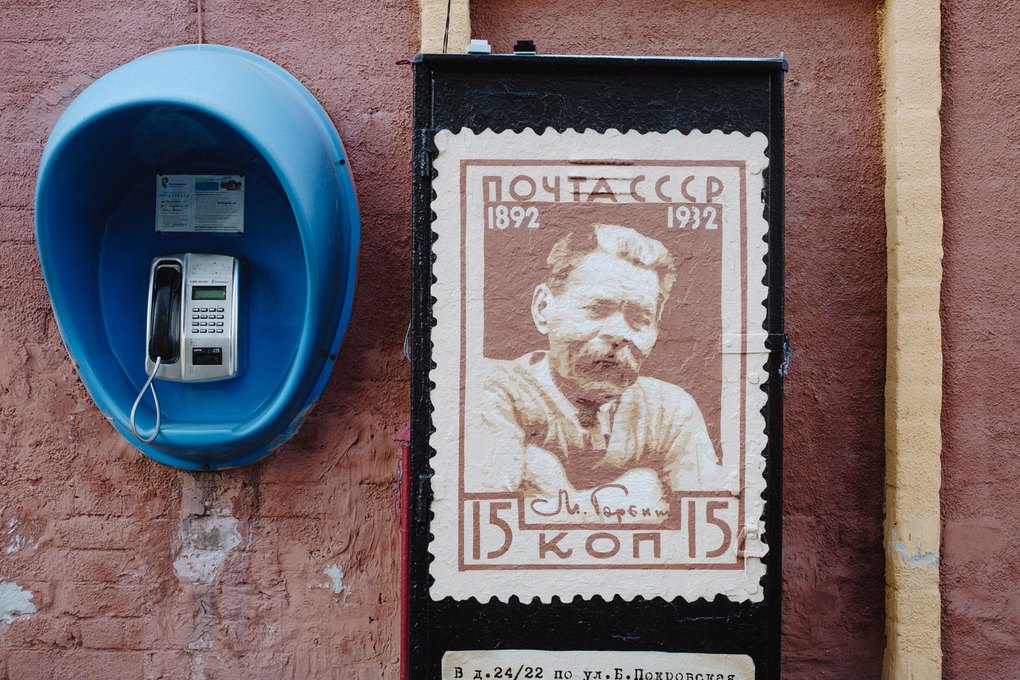 ПОЧТА СССР
1892 1932
М. Горький
15 КОП 15
В д.24/22 по ул.Б.Покровская